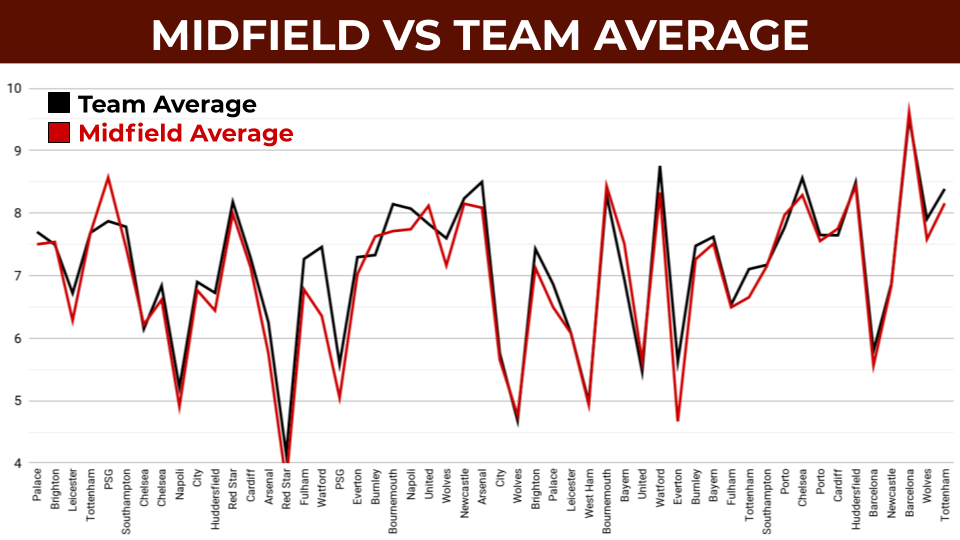 MIDFIELD VS TEAM AVERAGE
Team Average
Midfield Average
10
9
8
7
6
5
4
Palace
Brighton
Leicester
Tottenham
PSG
Southampton
Chelsea
Chelsea
Napoli
City
Huddersfield
Red Star
Cardiff
Arsenal
Red Star
Fulham
Watford
PSG
Everton
Burnley
Bournemouth
Napoli
United
Wolves
Newcastle
Arsenal
City
Wolves
Brighton
Palace
Leicester
West Ham
Bournemouth
Bayern
United
Watford
Everton
Burnley
Bayern
Fulham
Tottenham
Southampton
Porto
Chelsea
Porto
Cardiff
Huddersfield
Barcelona
Newcastle
Barcelona
Wolves
Tottenham